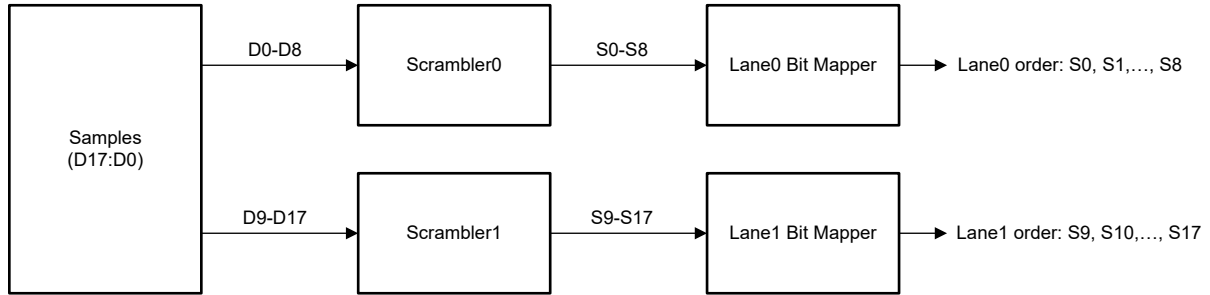 Samples
(D17:D0)
D0-D8
Scrambler0
S0-S8
Lane0 Bit Mapper
Lane0 order: S0, S1,…, S8
D9-D17
Scrambler1
S9-S17
Lane1 Bit Mapper
Lane1 order: S9, S10,…, S17